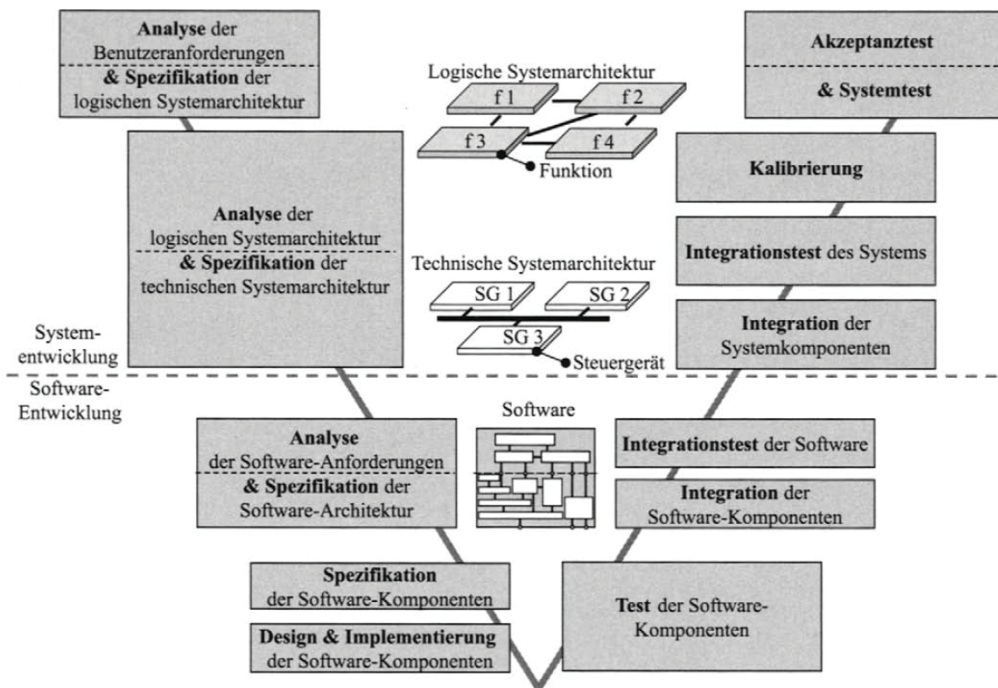 Analyse der
Benutzeranforderungen
& Spezifikation der
logischen Systemarchitektur
Analyse der
logischen Systemarchitektur
& Spezifikation der
technischen Systemarchitektur
System-
entwicklung
Software-
Entwicklung
Analyse
der Software-Anforderungen
& Spezifikation der
Software-Architektur
Spezifikation
der Software-Komponenten
Design & Implementierung
der Software-Komponenten
Logische Systemarchitektur
f 1
f 2
f 3
f 4
Funktion
Technische Systemarchitektur
SG 1
SG 2
SG 3
Steuergerät
Software
Akzeptanztest
& Systemtest
Kalibrierung
Integrationstest des Systems
Integration der
Systemkomponenten
Integrationstest der Software
Integration der
Software-Komponenten
Test der Software-
Komponenten